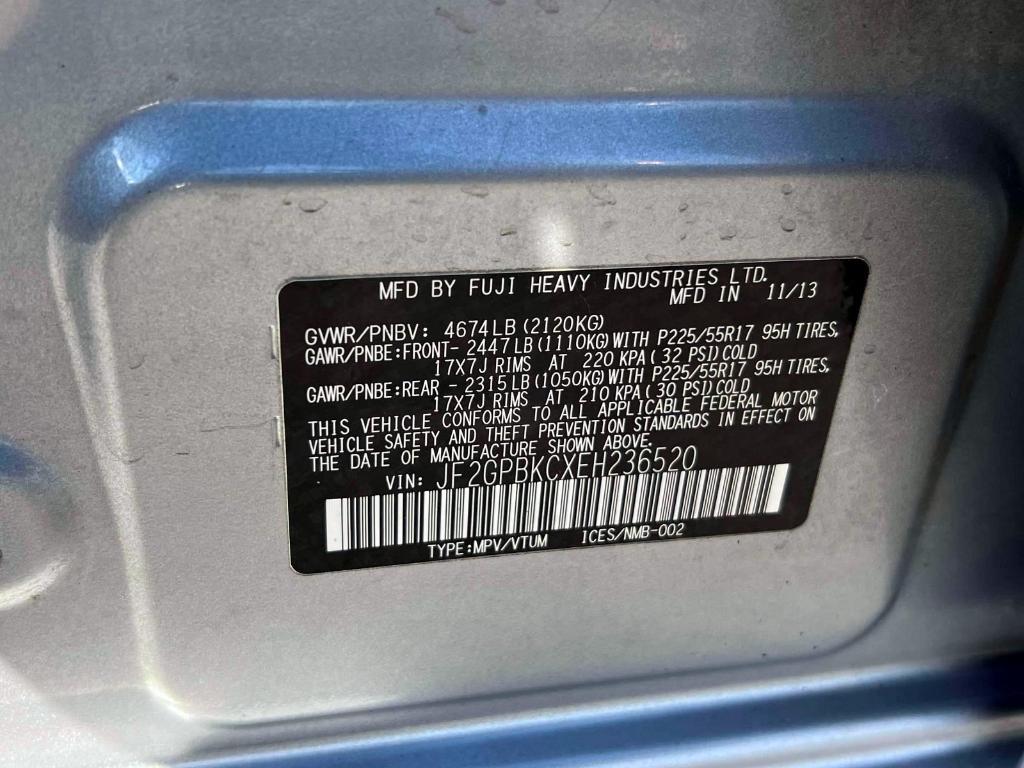 MFD BY FUJI HEAVY INDUSTRIES LTD.
MFD IN 11/13
GVWR/PNBV: 4674LB(2120KG)
GAWR/PNBE:FRONT- 2447LB(1110KG)WITH P225/55R17 95H TIRES,
17X7J RIMS AT 220 KPA(32 PSI)COLD
GAWR/PNBE:REAR - 2315LB(1050KG)WITH P225/55R17 95H TIRES,
17X7J RIMS AT 210 KPA(30 PSI)COLD
THIS VEHICLE CONFORMS TO ALL APPLICABLE FEDERAL MOTOR
VEHICLE SAFETY AND THEFT PREVENTION STANDARDS IN EFFECT ON
THE DATE OF MANUFACTURE SHOWN ABOVE.
VIN: JF2GPBKCXEH236520
TYPE:MPV/VTUM ICES/NMB-002